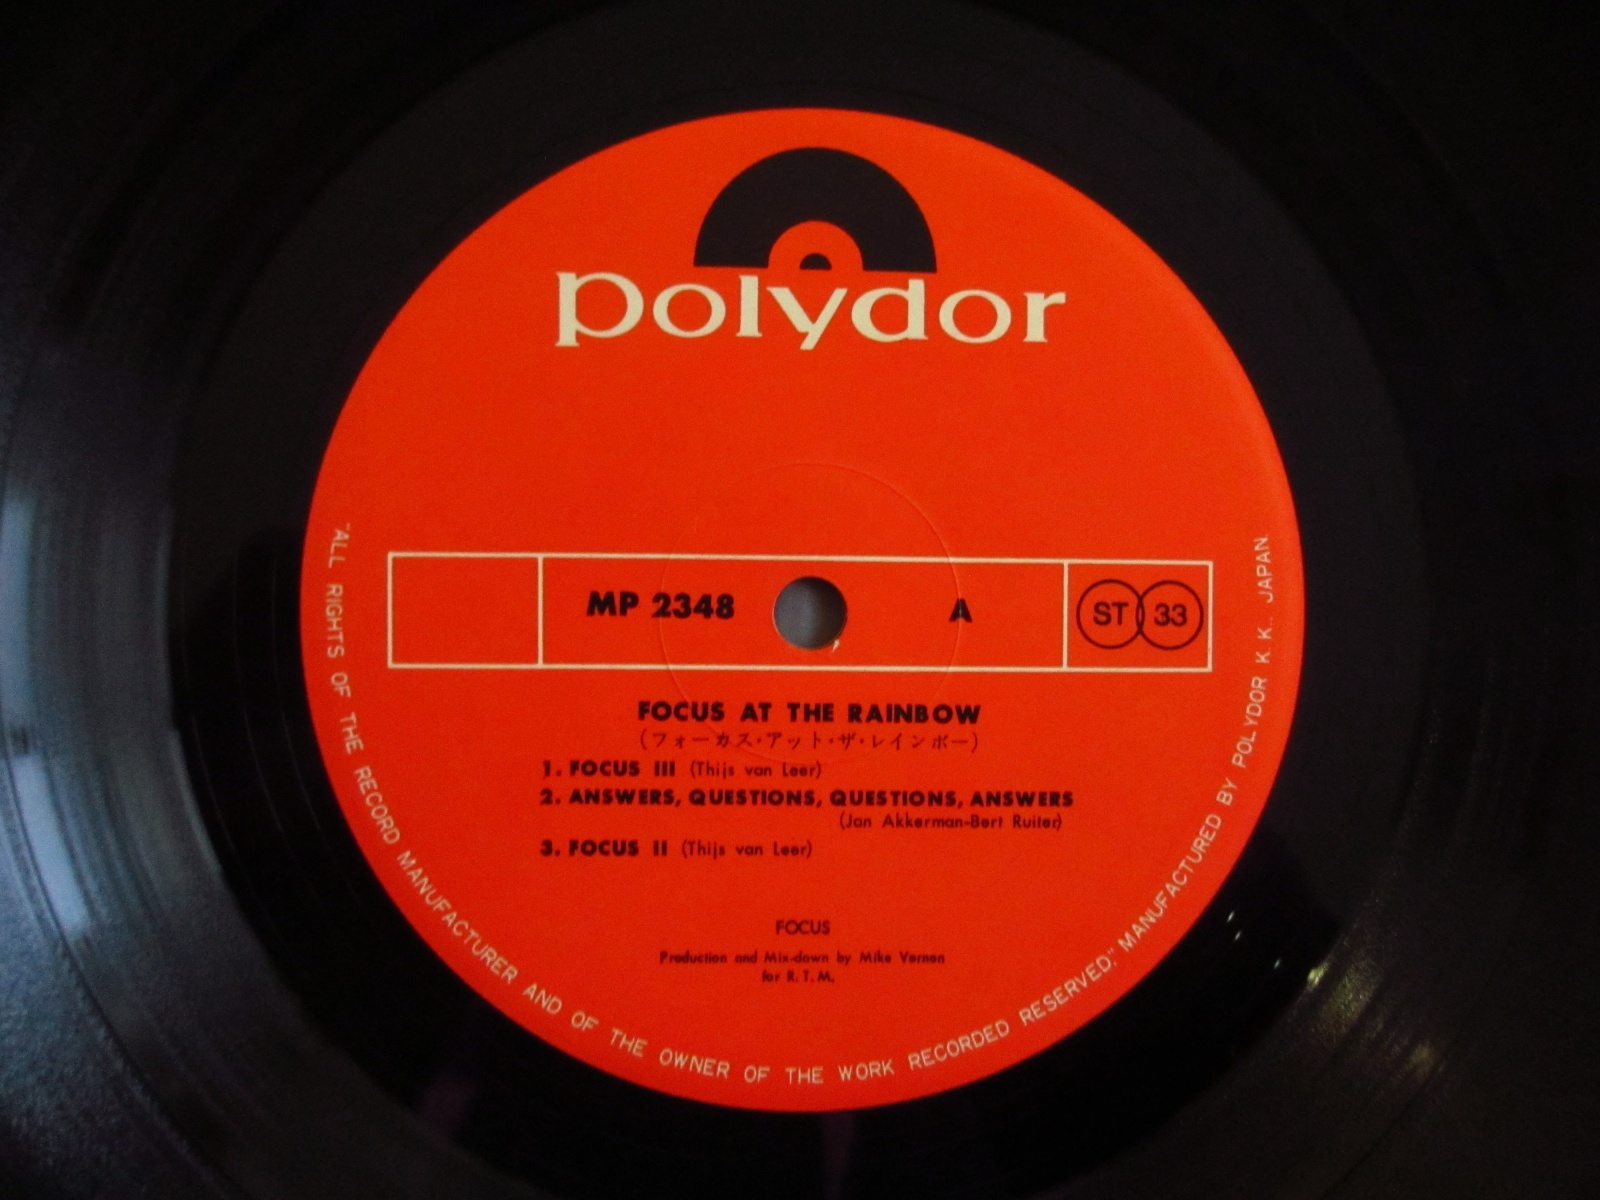 polydor
MP 2348 A ST 33
FOCUS AT THE RAINBOW
(フォーカス・アット・ザ・レインボー)
1. FOCUS III (Thijs van Leer)
2. ANSWERS, QUESTIONS, QUESTIONS, ANSWERS
(Jan Akkerman-Bert Ruiter)
3. FOCUS II (Thijs van Leer)
FOCUS
Production and Mix-down by Mike Vernon
for R.T.M.
"ALL RIGHTS OF THE RECORD MANUFACTURER AND OF THE OWNER OF THE WORK RECORDED RESERVED." MANUFACTURED BY POLYDOR K.K., JAPAN.